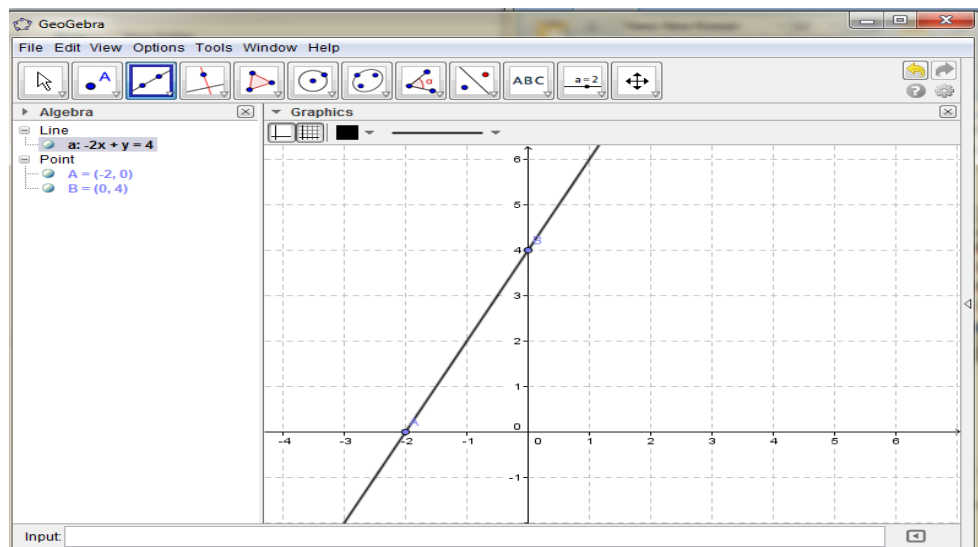 GeoGebra
File Edit View Options Tools Window Help
A
α
ABC
a=2
Algebra
Graphics
Line
a: -2x + y = 4
Point
A = (-2, 0)
B = (0, 4)
6
5
4
B
3
2
1
0
A
-4 -3 -2 -1 0 1 2 3 4 5 6
-1
Input: